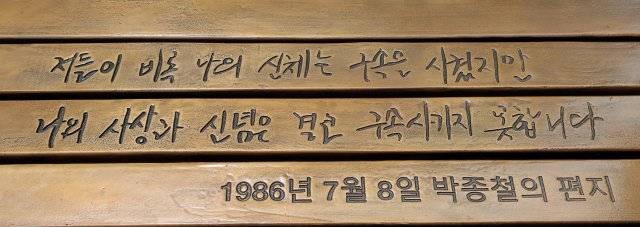 저들이 비록 나의 신체는 구속은 시켰지만
나의 사상과 신념은 결코 구속시키지 못합니다
1986년 7월 8일 박종철의 편지